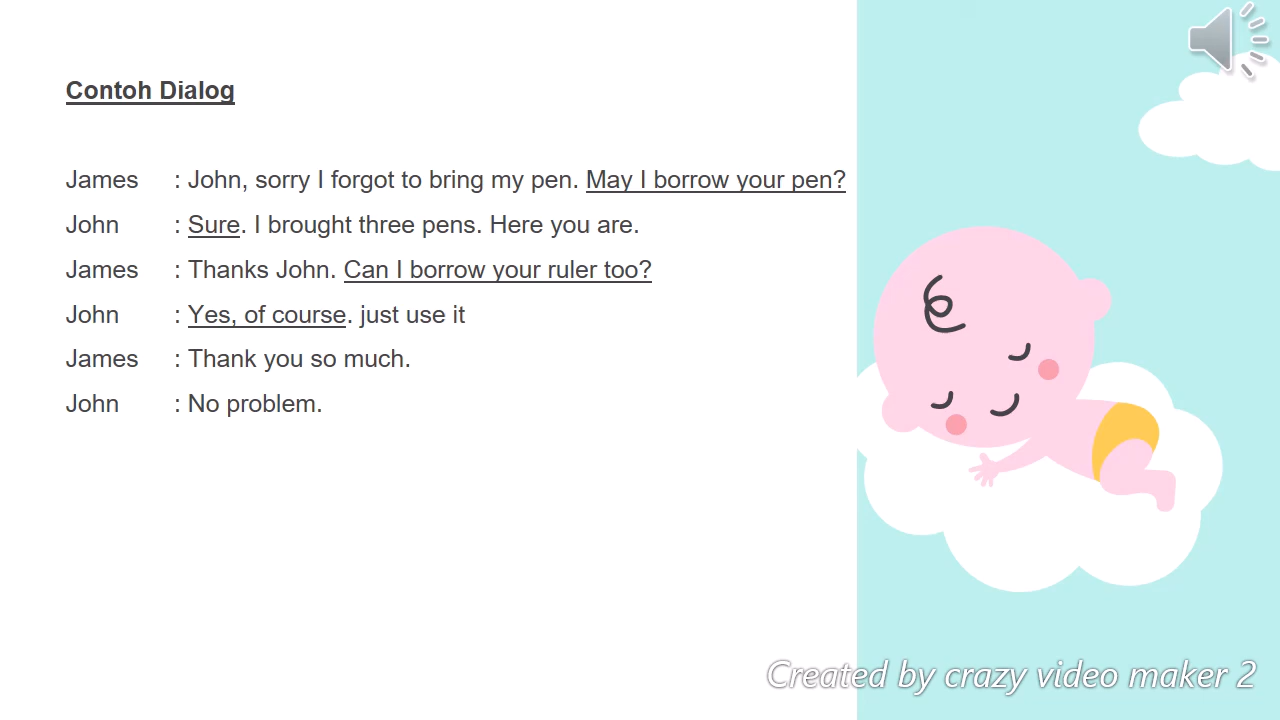 Contoh Dialog
James : John, sorry I forgot to bring my pen. May I borrow your pen?
John : Sure. I brought three pens. Here you are.
James : Thanks John. Can I borrow your ruler too?
John : Yes, of course. just use it
James : Thank you so much.
John : No problem.
Created by crazy video maker 2